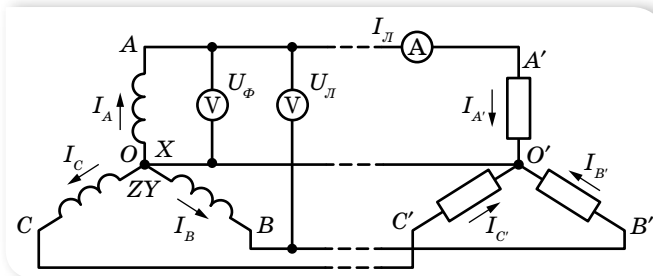 I_Л
A
A
A′
U_Ф
U_Л
I_A
V
V
I_A′
I_C
O
X
O′
I_B′
ZY
C
I_B
B
C′
I_C′
B′